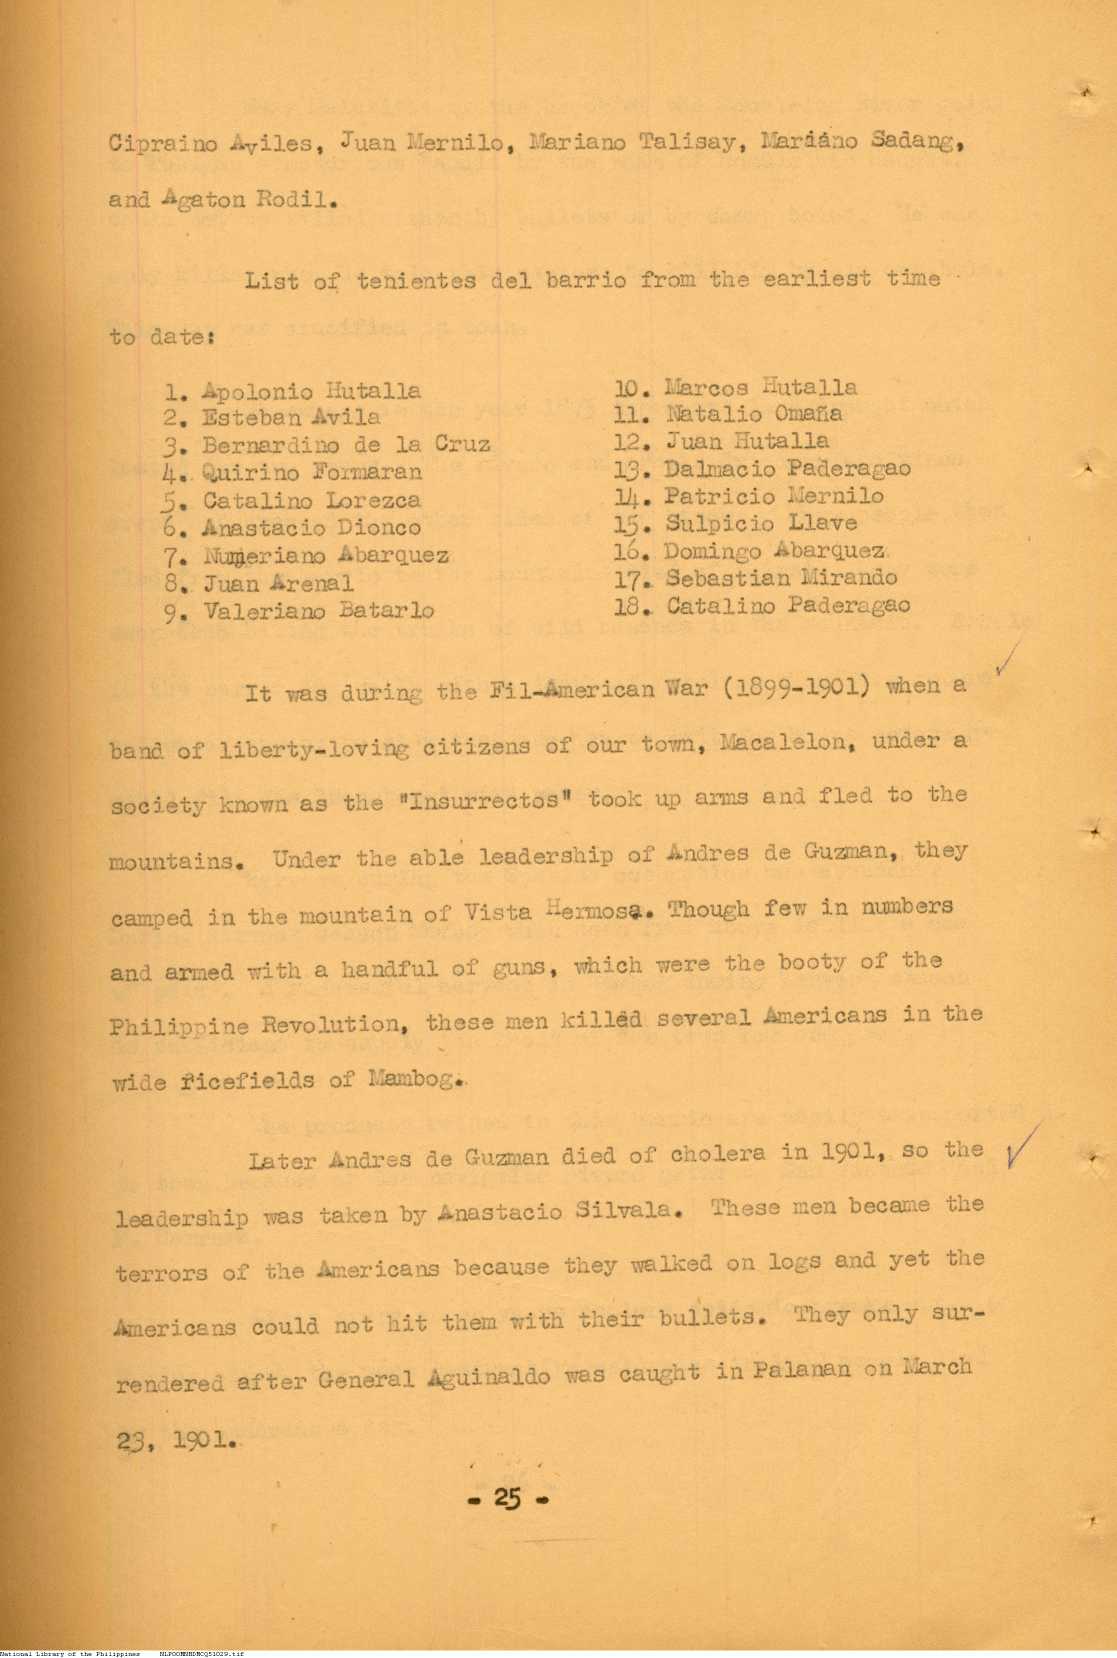 Cipraino Aviles, Juan Mernilo, Mariano Talisay, Mariano Sadang,
and Agaton Rodil.
List of tenientes del barrio from the earliest time
to date:
1. Apolonio Hutalla
2. Esteban Avila
3. Bernardino de la Cruz
4. Quirino Formaran
5. Catalino Lorezca
6. Anastacio Dionco
7. Numeriano Abarquez
8. Juan Arenal
9. Valeriano Batarlo
10. Marcos Hutalla
11. Natalio Omaña
12. Juan Hutalla
13. Dalmacio Paderagao
14. Patricio Mernilo
15. Sulpicio Llave
16. Domingo Abarquez
17. Sebastian Mirando
18. Catalino Paderagao
It was during the Fil-American War (1899-1901) when a
band of liberty-loving citizens of our town, Macalelon, under a
society known as the "Insurrectos" took up arms and fled to the
mountains. Under the able leadership of Andres de Guzman, they
camped in the mountain of Vista Hermosa. Though few in numbers
and armed with a handful of guns, which were the booty of the
Philippine Revolution, these men killed several Americans in the
wide ricefields of Mambog.
Later Andres de Guzman died of cholera in 1901, so the
leadership was taken by Anastacio Silvala. These men became the
terrors of the Americans because they walked on logs and yet the
Americans could not hit them with their bullets. They only sur-
rendered after General Aguinaldo was caught in Palanan on March
23, 1901.
- 25 -
National Library of the Philippines NLPOOMNBDNCQ51029.tif